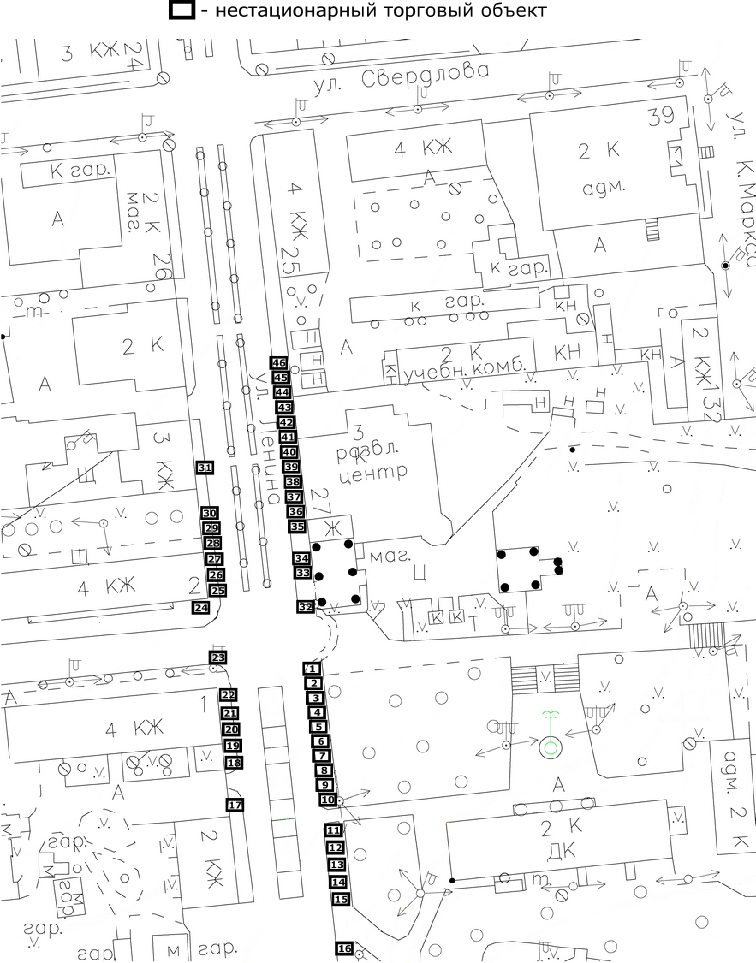 - нестационарный торговый объект
3 КЖ
24
ул. Свердлова
39
ул. К.Маркса
К гар.
А
2 К
маг.
26
4 КЖ
25
4 КЖ
А
2 К
адм.
А
к гар.
к гар.
КН
Н
т
2 К
А
А
2 К
учебн.комб.
КН
КН
А
2 К
132
Н
Н
Н
ул. Ленина
46
45
44
43
42
41
40
39
38
37
36
35
34
33
32
3
центр
27
Ж
маг.
Ц
3 КЖ
Ц
31
30
29
28
27
26
25
24
4 КЖ
2
К
К
Т
А
23
22
21
20
19
18
17
А
1
4 КЖ
А
2 КЖ
1
2
3
4
5
6
7
8
9
10
11
12
13
14
15
16
А
2 К
ДК
т
адм. 2 К
гар.
М
М
гар.
гар.
гар.
м
гар.